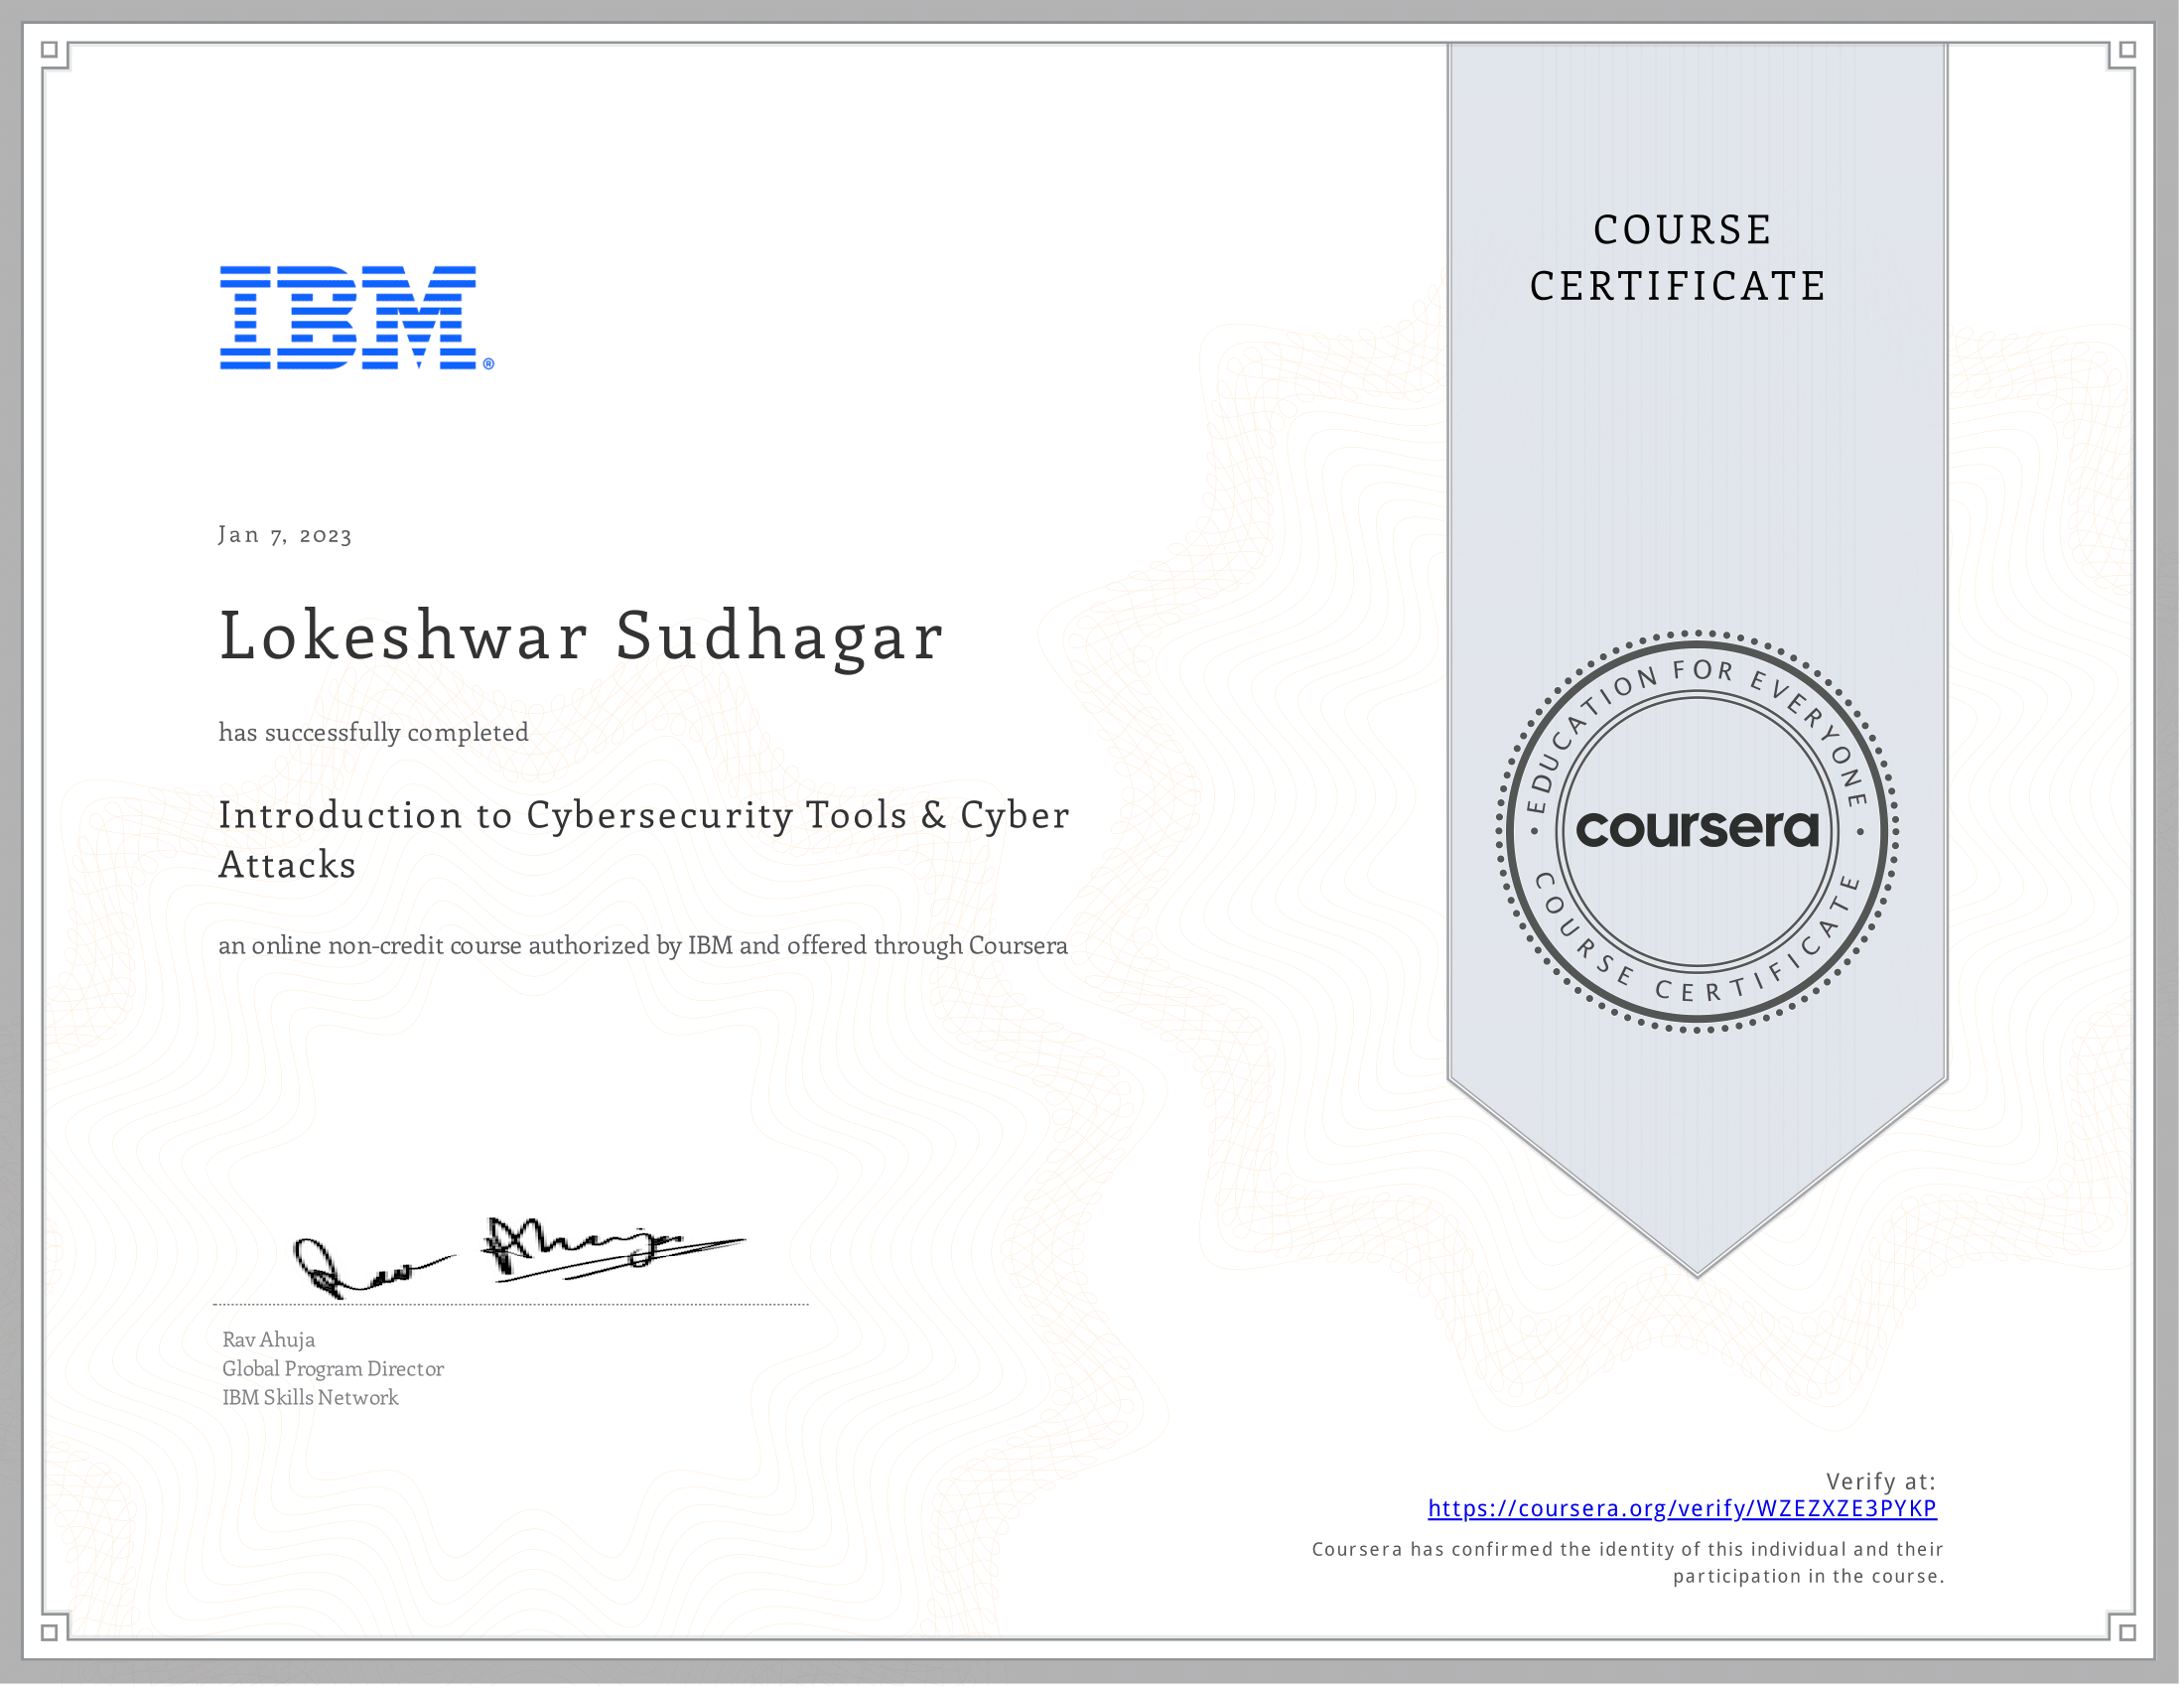 COURSE
CERTIFICATE
IBM®
Jan 7, 2023
Lokeshwar Sudhagar
has successfully completed
Introduction to Cybersecurity Tools & Cyber
Attacks
an online non-credit course authorized by IBM and offered through Coursera
• EDUCATION FOR EVERYONE •
coursera
COURSE CERTIFICATE
Rav Ahuja
Rav Ahuja
Global Program Director
IBM Skills Network
Verify at:
https://coursera.org/verify/WZEZXZE3PYKP
Coursera has confirmed the identity of this individual and their
participation in the course.